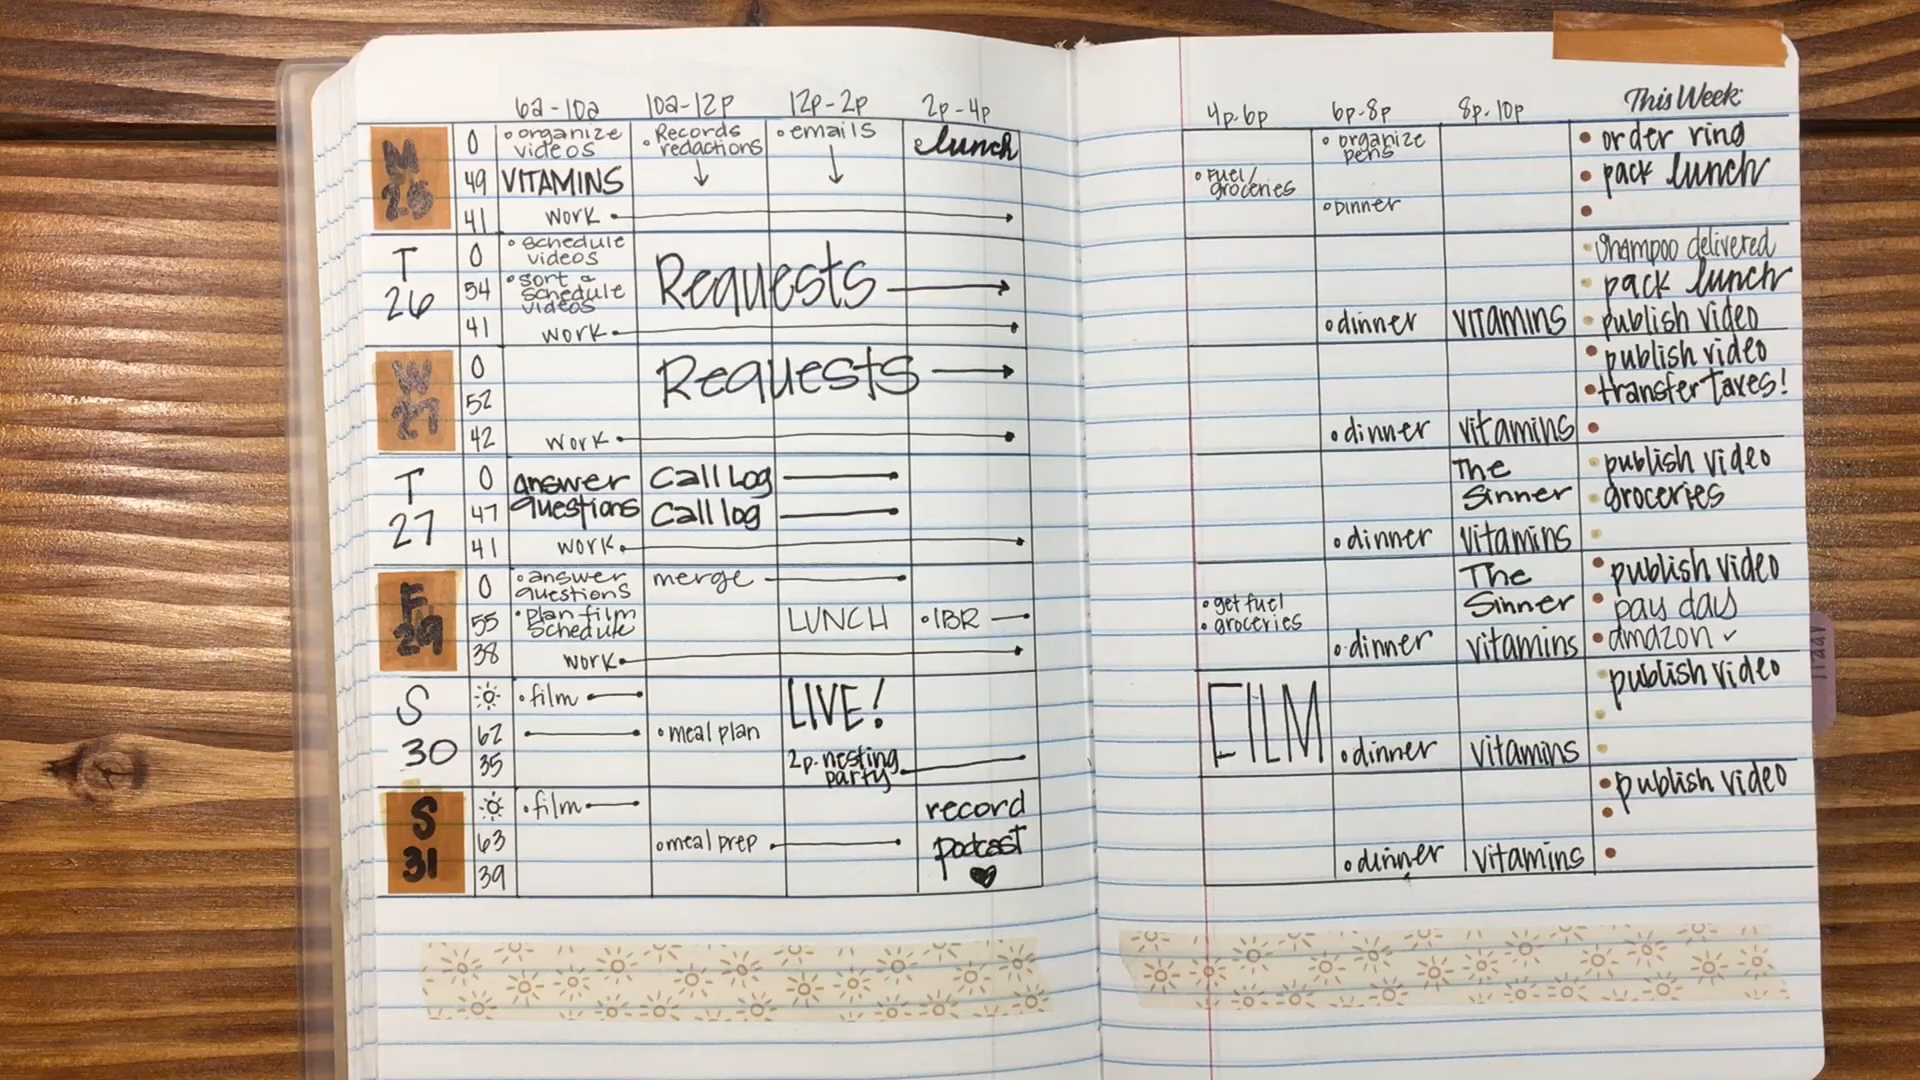 6a-10a 10a-12p 12p-2p 2p-4p 4p-6p 6p-8p 8p-10p This Week:
M 25
0 49 41
organize videos
VITAMINS
Records redactions
emails
lunch
work
Fuel/ groceries
organize pens
Dinner
order ring
pack lunch
T 26
0 54 41
schedule videos
sort & schedule videos
Requests
work
dinner
vitamins
shampoo delivered
pack lunch
publish video
W 27
0 52 42
Requests
work
dinner
vitamins
publish video
transfer taxes!
T 27
0 47 41
answer questions
Call Log
Call log
work
dinner
The Sinner
vitamins
publish video
groceries
F 29
0 55 38
answer questions
Plan film schedule
merge
LUNCH
IBR
work
get fuel
groceries
dinner
The Sinner
vitamins
publish video
pay day
amazon ✓
S 30
62 35
film
meal plan
LIVE!
2p-nesting party
FILM
dinner
vitamins
publish video
S 31
63 39
film
meal prep
record podcast
dinner
vitamins
publish video